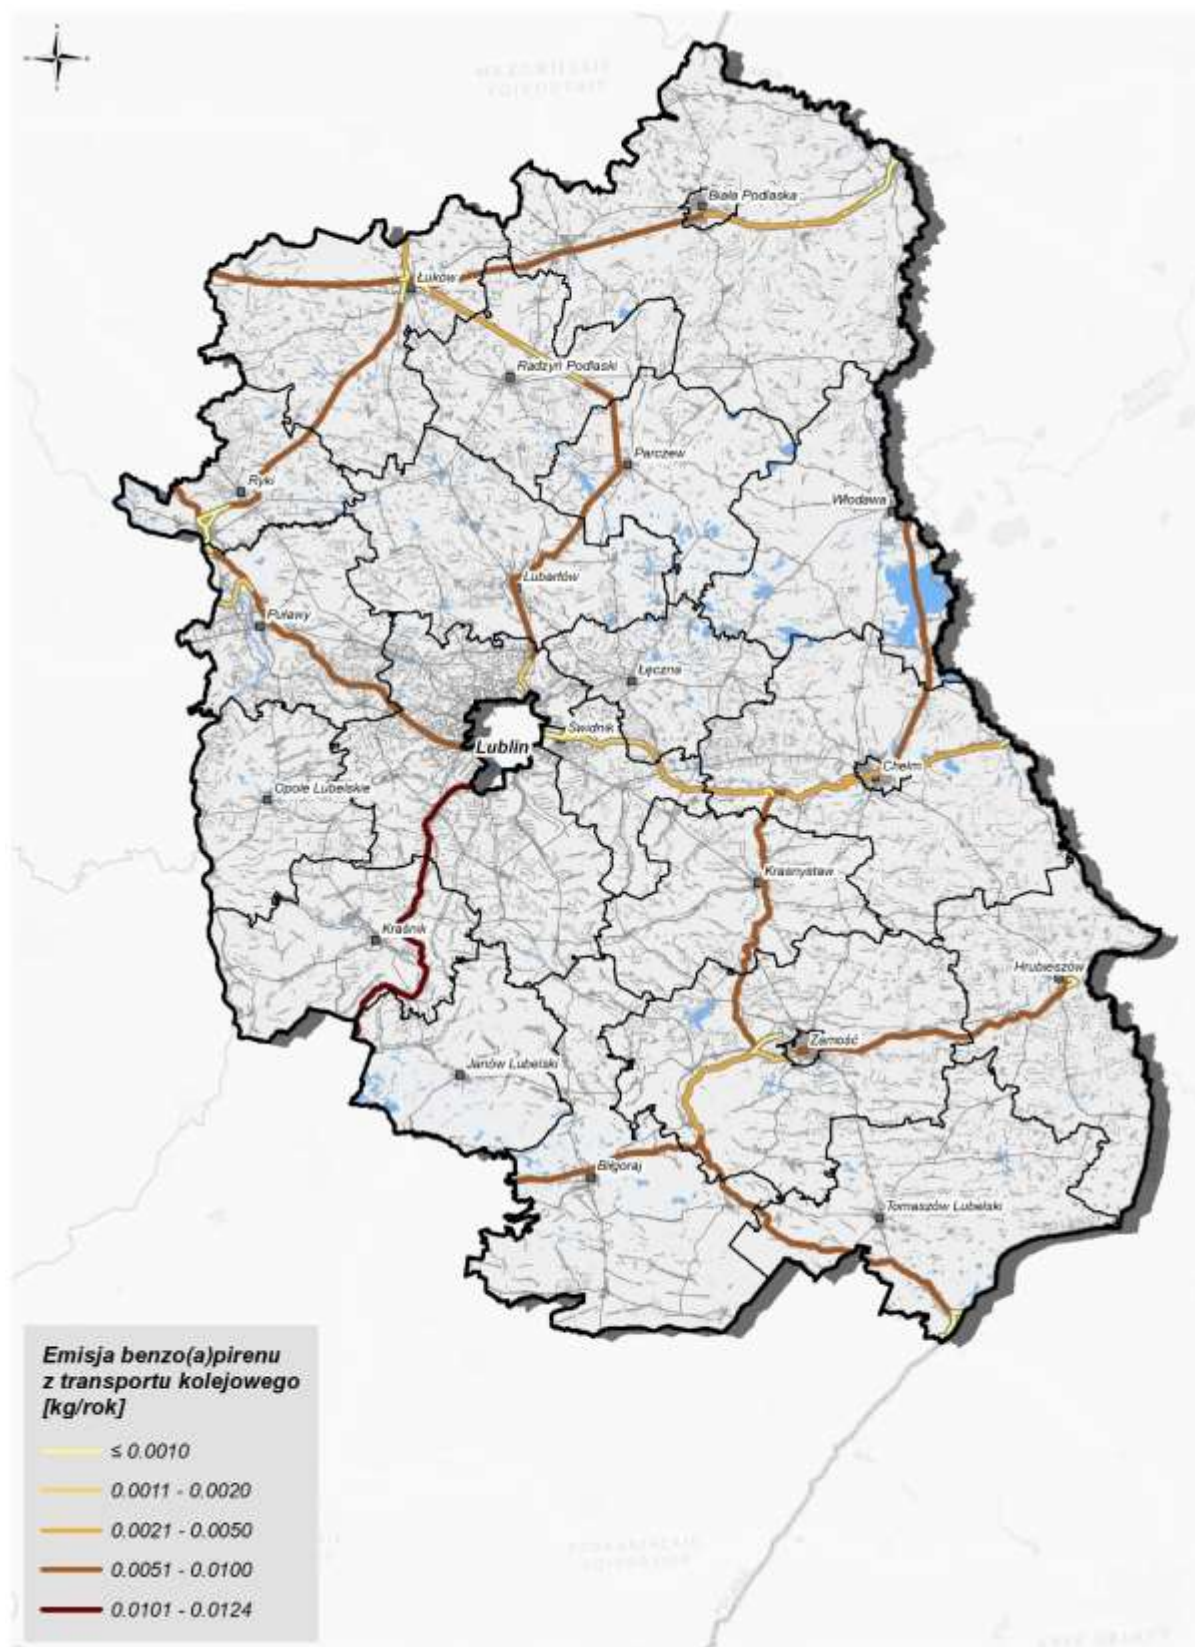 MAZOWIECKIE
Biała Podlaska
Łuków
Radzyń Podlaski
Parczew
Ryki
Włodawa
Lubartów
Puławy
Łęczna
Świdnik
Lublin
Chełm
Opole Lubelskie
Krasnystaw
Kraśnik
Hrubieszów
Zamość
Janów Lubelski
Biłgoraj
Tomaszów Lubelski
Emisja benzo(a)pirenu
z transportu kolejowego
[kg/rok]
≤ 0.0010
0.0011 - 0.0020
0.0021 - 0.0050
0.0051 - 0.0100
0.0101 - 0.0124